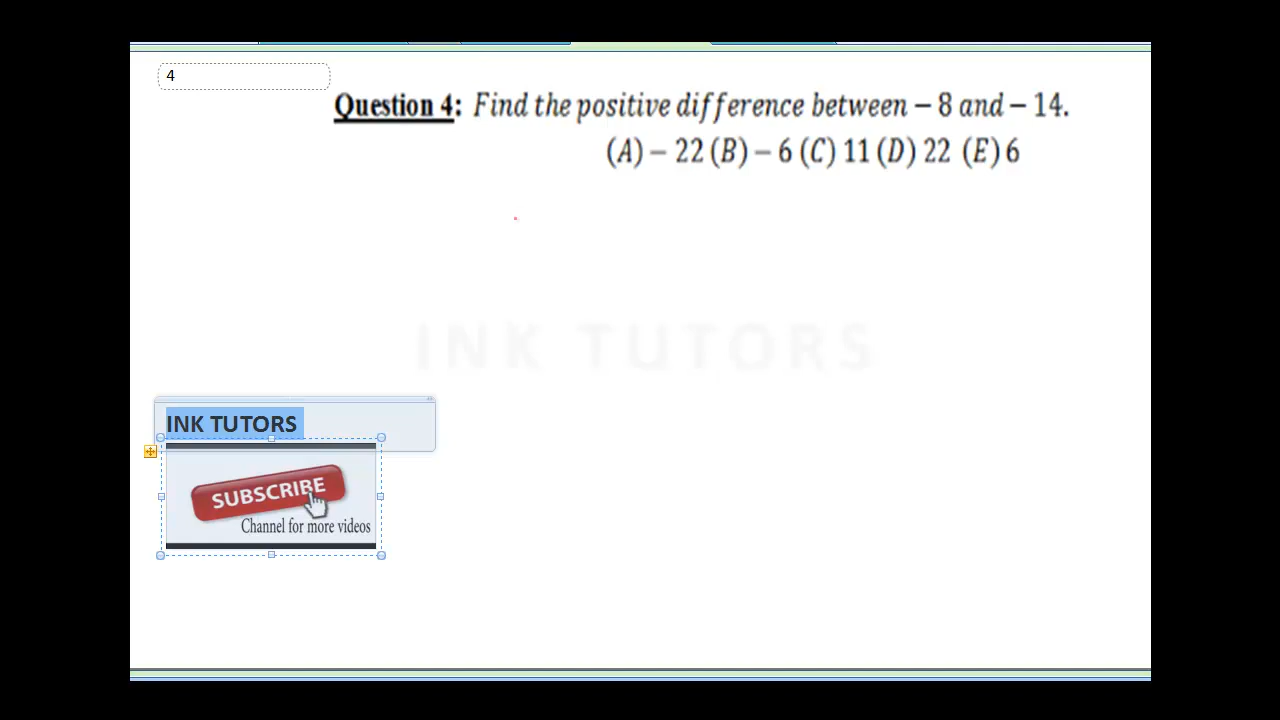 4
Question 4: Find the positive difference between – 8 and – 14.
(A) – 22 (B) – 6 (C) 11 (D) 22 (E) 6
INK TUTORS
INK TUTORS
SUBSCRIBE
Channel for more videos